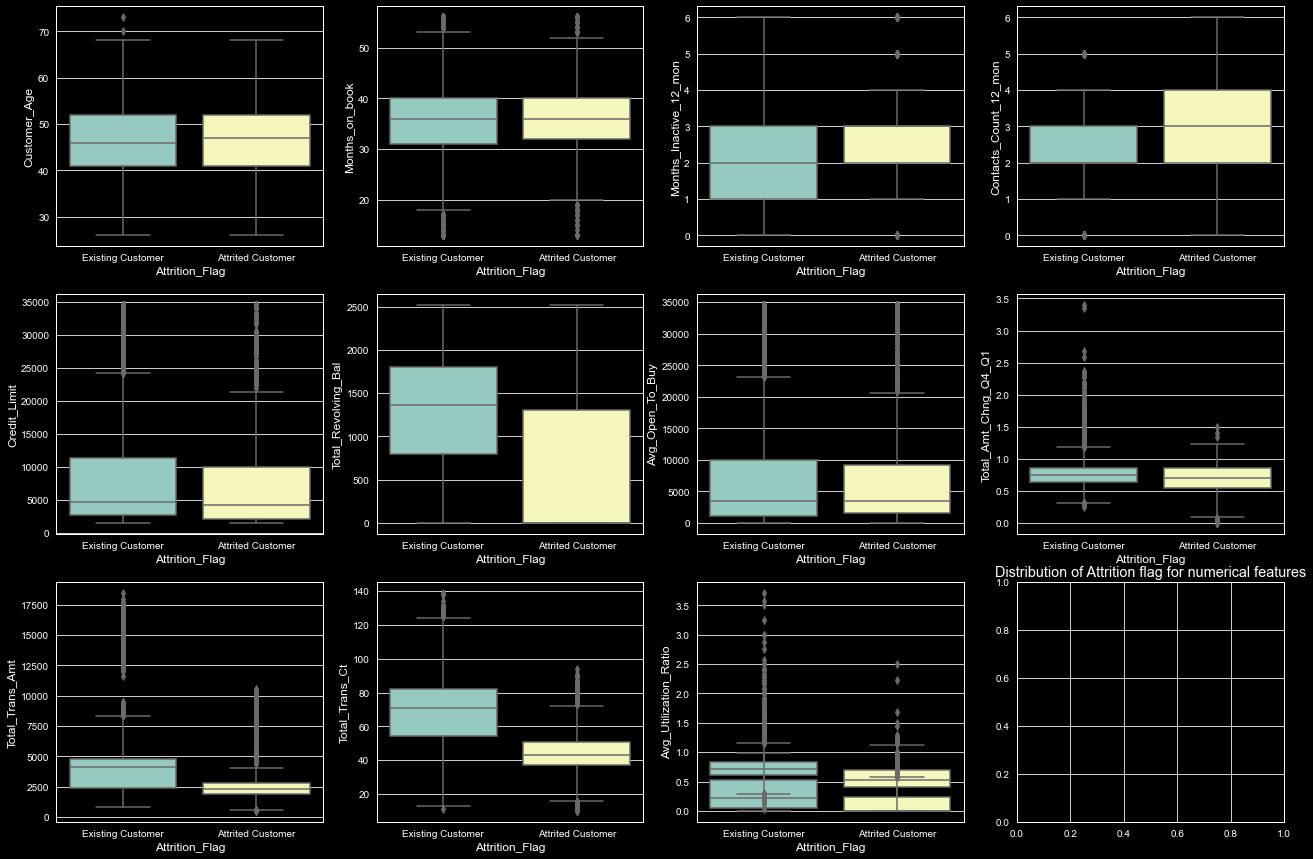 Customer_Age
70
60
50
40
30
Existing Customer Attrited Customer
Attrition_Flag
Months_on_book
50
40
30
20
Existing Customer Attrited Customer
Attrition_Flag
Months_Inactive_12_mon
6
5
4
3
2
1
0
Existing Customer Attrited Customer
Attrition_Flag
Contacts_Count_12_mon
6
5
4
3
2
1
0
Existing Customer Attrited Customer
Attrition_Flag
Credit_Limit
35000
30000
25000
20000
15000
10000
5000
0
Existing Customer Attrited Customer
Attrition_Flag
Total_Revolving_Bal
2500
2000
1500
1000
500
0
Existing Customer Attrited Customer
Attrition_Flag
Avg_Open_To_Buy
35000
30000
25000
20000
15000
10000
5000
0
Existing Customer Attrited Customer
Attrition_Flag
Total_Amt_Chng_Q4_Q1
3.5
3.0
2.5
2.0
1.5
1.0
0.5
0.0
Existing Customer Attrited Customer
Attrition_Flag
Total_Trans_Amt
17500
15000
12500
10000
7500
5000
2500
0
Existing Customer Attrited Customer
Attrition_Flag
Total_Trans_Ct
140
120
100
80
60
40
20
Existing Customer Attrited Customer
Attrition_Flag
Avg_Utilization_Ratio
3.5
3.0
2.5
2.0
1.5
1.0
0.5
0.0
Existing Customer Attrited Customer
Attrition_Flag
Distribution of Attrition flag for numerical features
1.0
0.8
0.6
0.4
0.2
0.0
0.0 0.2 0.4 0.6 0.8 1.0